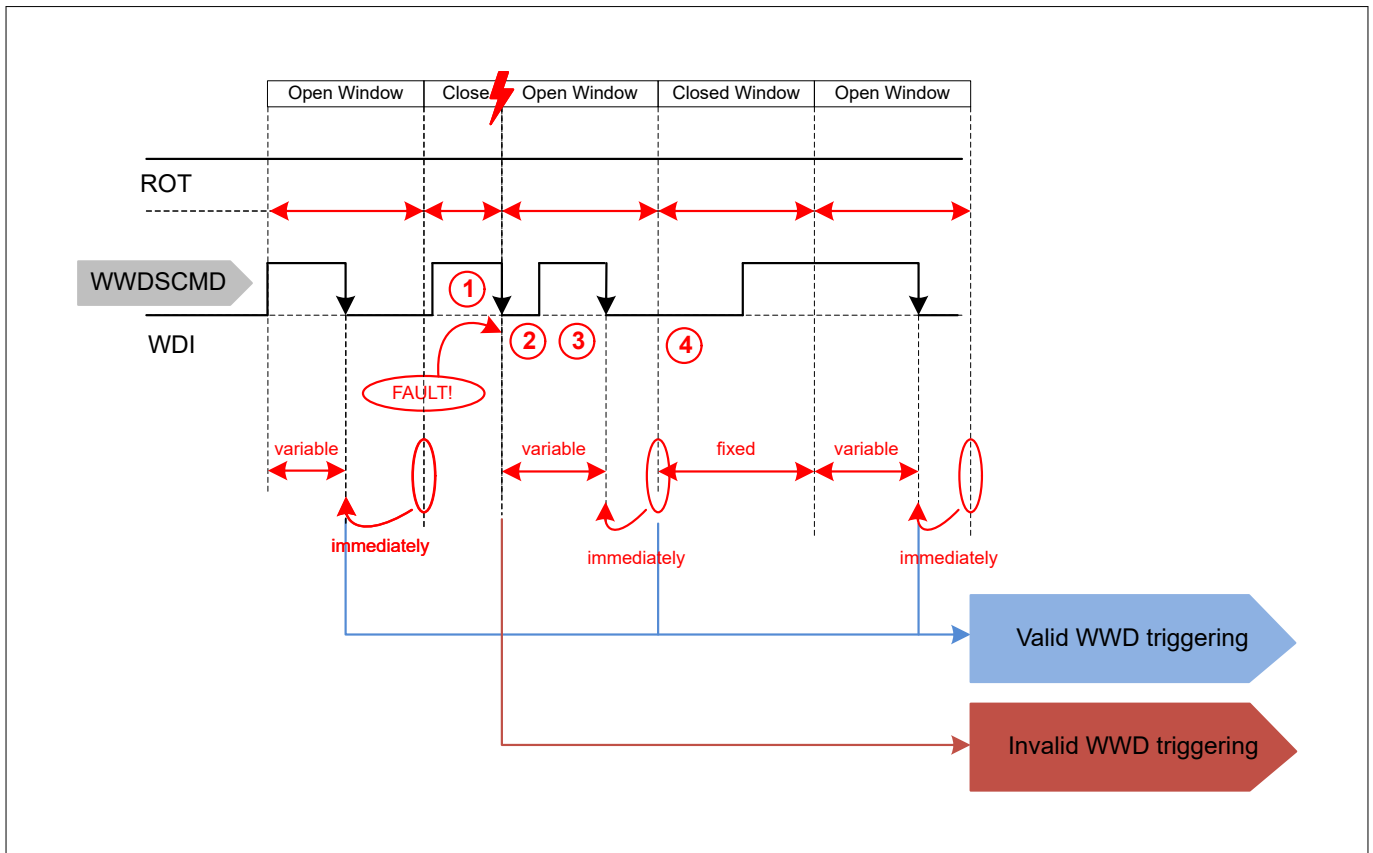 Open Window
Close
Open Window
Closed Window
Open Window
ROT
WWDSCMD
1
WDI
2
3
4
FAULT!
variable
variable
fixed
variable
immediately
immediately
immediately
Valid WWD triggering
Invalid WWD triggering